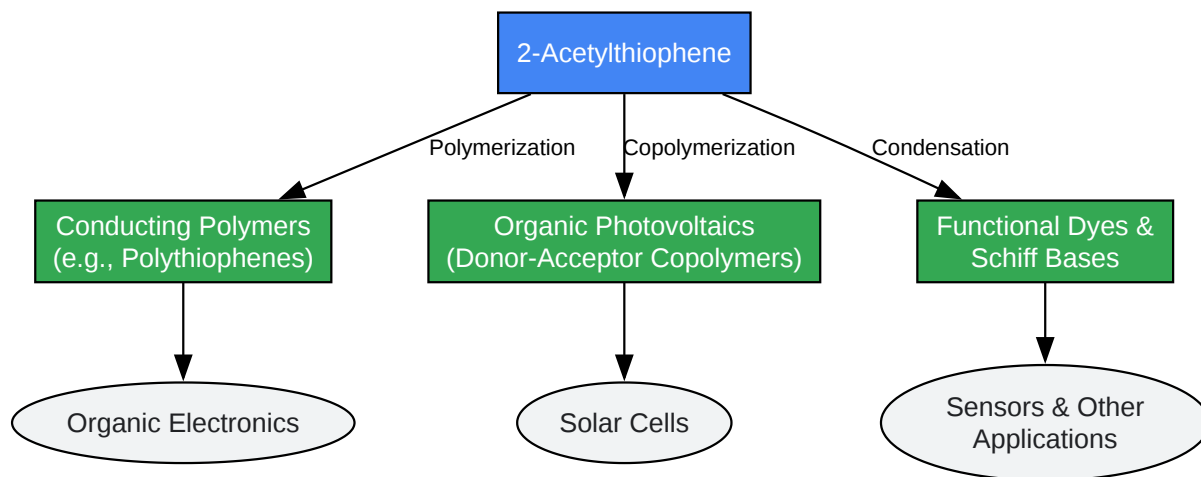 2-Acetylthiophene
Polymerization
Copolymerization
Condensation
Conducting Polymers
(e.g., Polythiophenes)
Organic Photovoltaics
(Donor-Acceptor Copolymers)
Functional Dyes &
Schiff Bases
Organic Electronics
Solar Cells
Sensors & Other
Applications